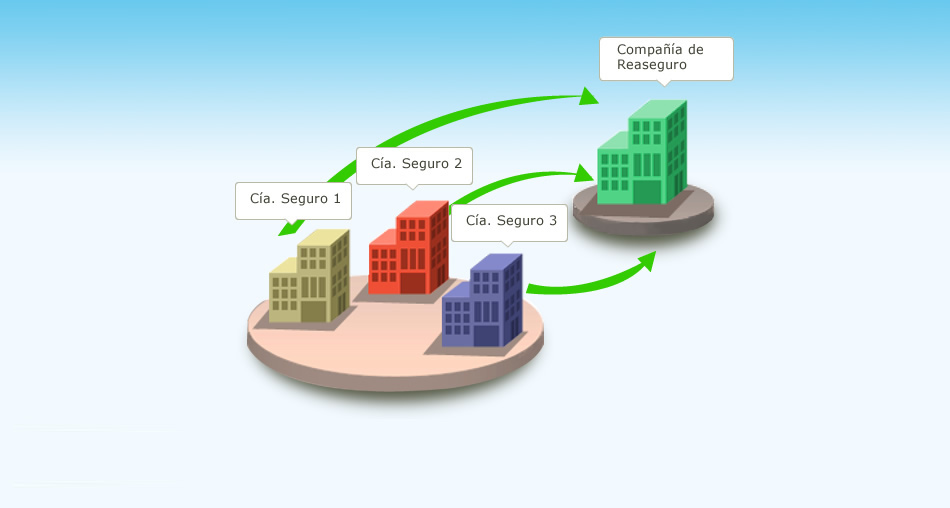 Compañía de
Reaseguro
Cía. Seguro 2
Cía. Seguro 1
Cía. Seguro 3